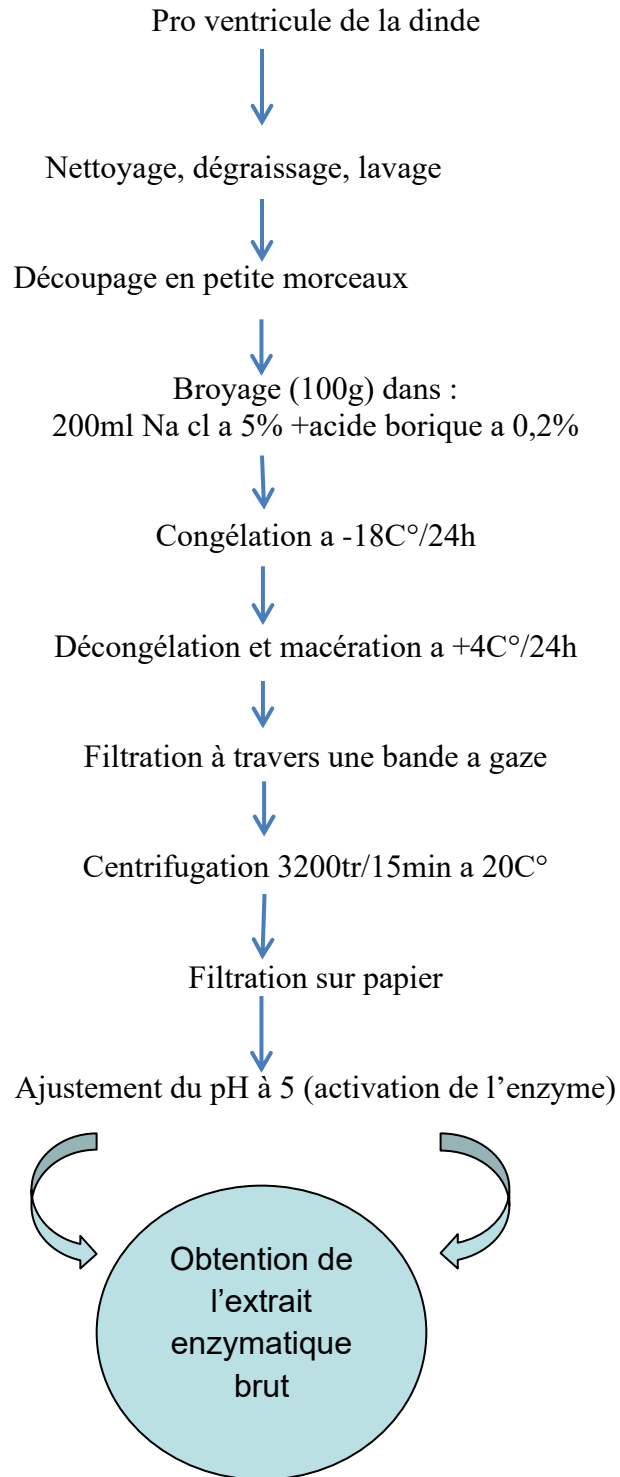 Pro ventricule de la dinde
Nettoyage, dégraissage, lavage
Découpage en petite morceaux
Broyage (100g) dans :
200ml Na cl a 5% +acide borique a 0,2%
Congélation a -18C°/24h
Décongélation et macération a +4C°/24h
Filtration à travers une bande a gaze
Centrifugation 3200tr/15min a 20C°
Filtration sur papier
Ajustement du pH à 5 (activation de l’enzyme)
Obtention de
l’extrait
enzymatique
brut